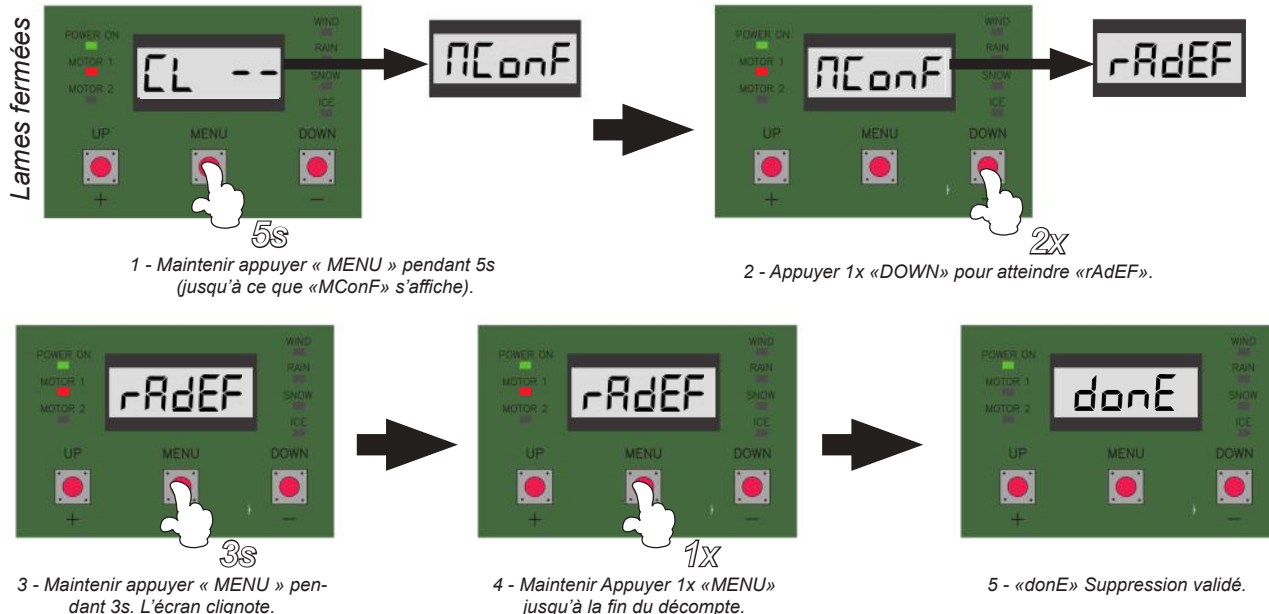 Lames fermées
POWER ON
MOTOR 1
MOTOR 2
CL --
WIND
RAIN
SNOW
ICE
UP
MENU
DOWN
+
–
5s
MConF
1 - Maintenir appuyer « MENU » pendant 5s
(jusqu'à ce que «MConF» s'affiche).
POWER ON
MOTOR 1
MOTOR 2
MConF
WIND
RAIN
SNOW
ICE
UP
MENU
DOWN
+
2x
rAdEF
2 - Appuyer 1x «DOWN» pour atteindre «rAdEF».
POWER ON
MOTOR 1
MOTOR 2
rAdEF
WIND
RAIN
SNOW
ICE
UP
MENU
DOWN
+
–
3s
3 - Maintenir appuyer « MENU » pen-
dant 3s. L'écran clignote.
POWER ON
MOTOR 1
MOTOR 2
rAdEF
WIND
RAIN
SNOW
ICE
UP
MENU
DOWN
+
–
1x
4 - Maintenir Appuyer 1x «MENU»
jusqu'à la fin du décompte.
POWER ON
MOTOR 1
MOTOR 2
donE
WIND
RAIN
SNOW
ICE
UP
MENU
DOWN
+
–
5 - «donE» Suppression validé.